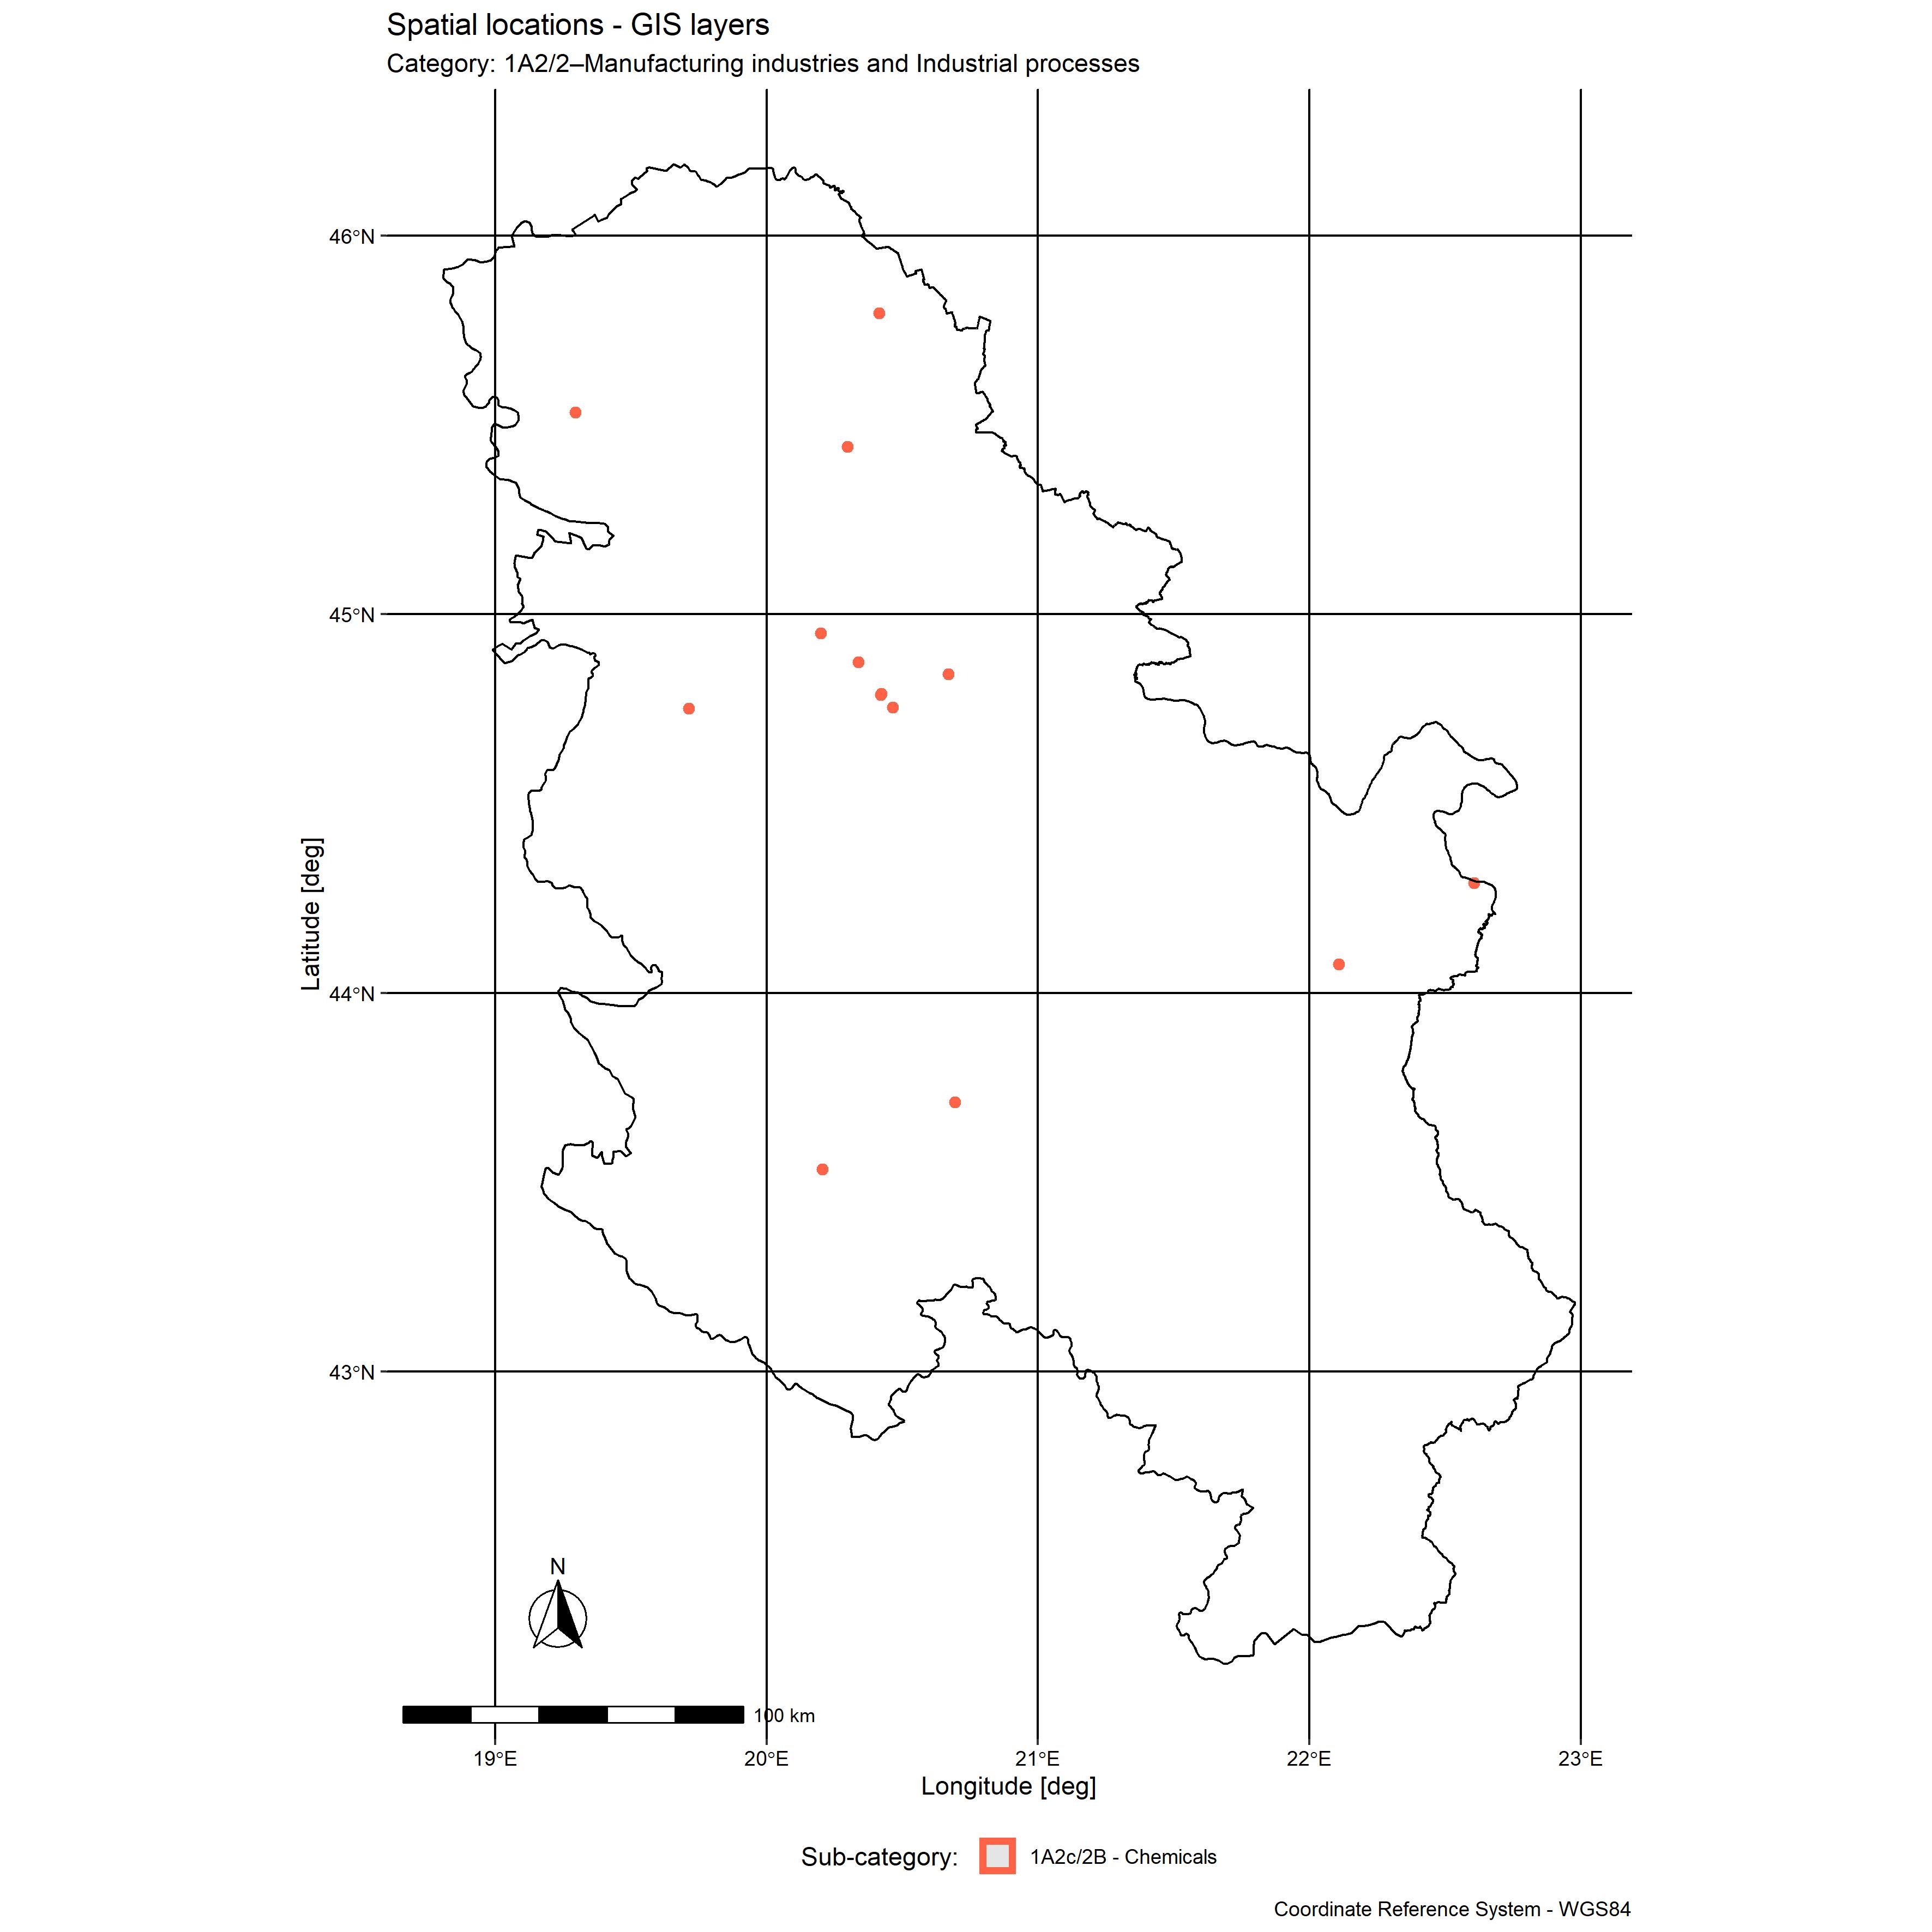 Spatial locations - GIS layers
Category: 1A2/2–Manufacturing industries and Industrial processes
46°N
45°N
44°N
43°N
Latitude [deg]
N
100 km
19°E 20°E 21°E 22°E 23°E
Longitude [deg]
Sub-category: 1A2c/2B - Chemicals
Coordinate Reference System - WGS84